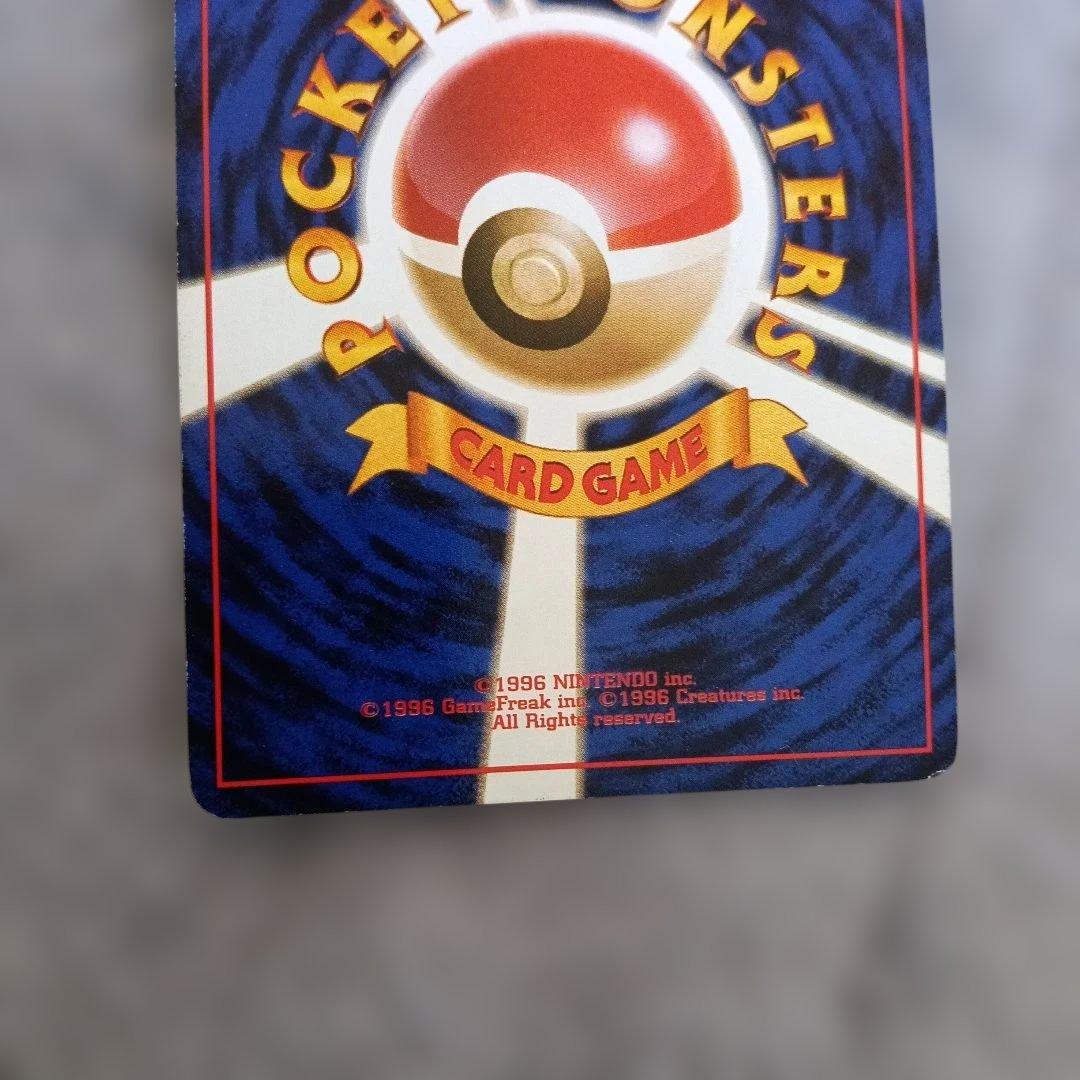 POCKET MONSTERS
CARD GAME
©1996 NINTENDO inc.
©1996 GameFreak inc. ©1996 Creatures inc.
All Rights reserved.